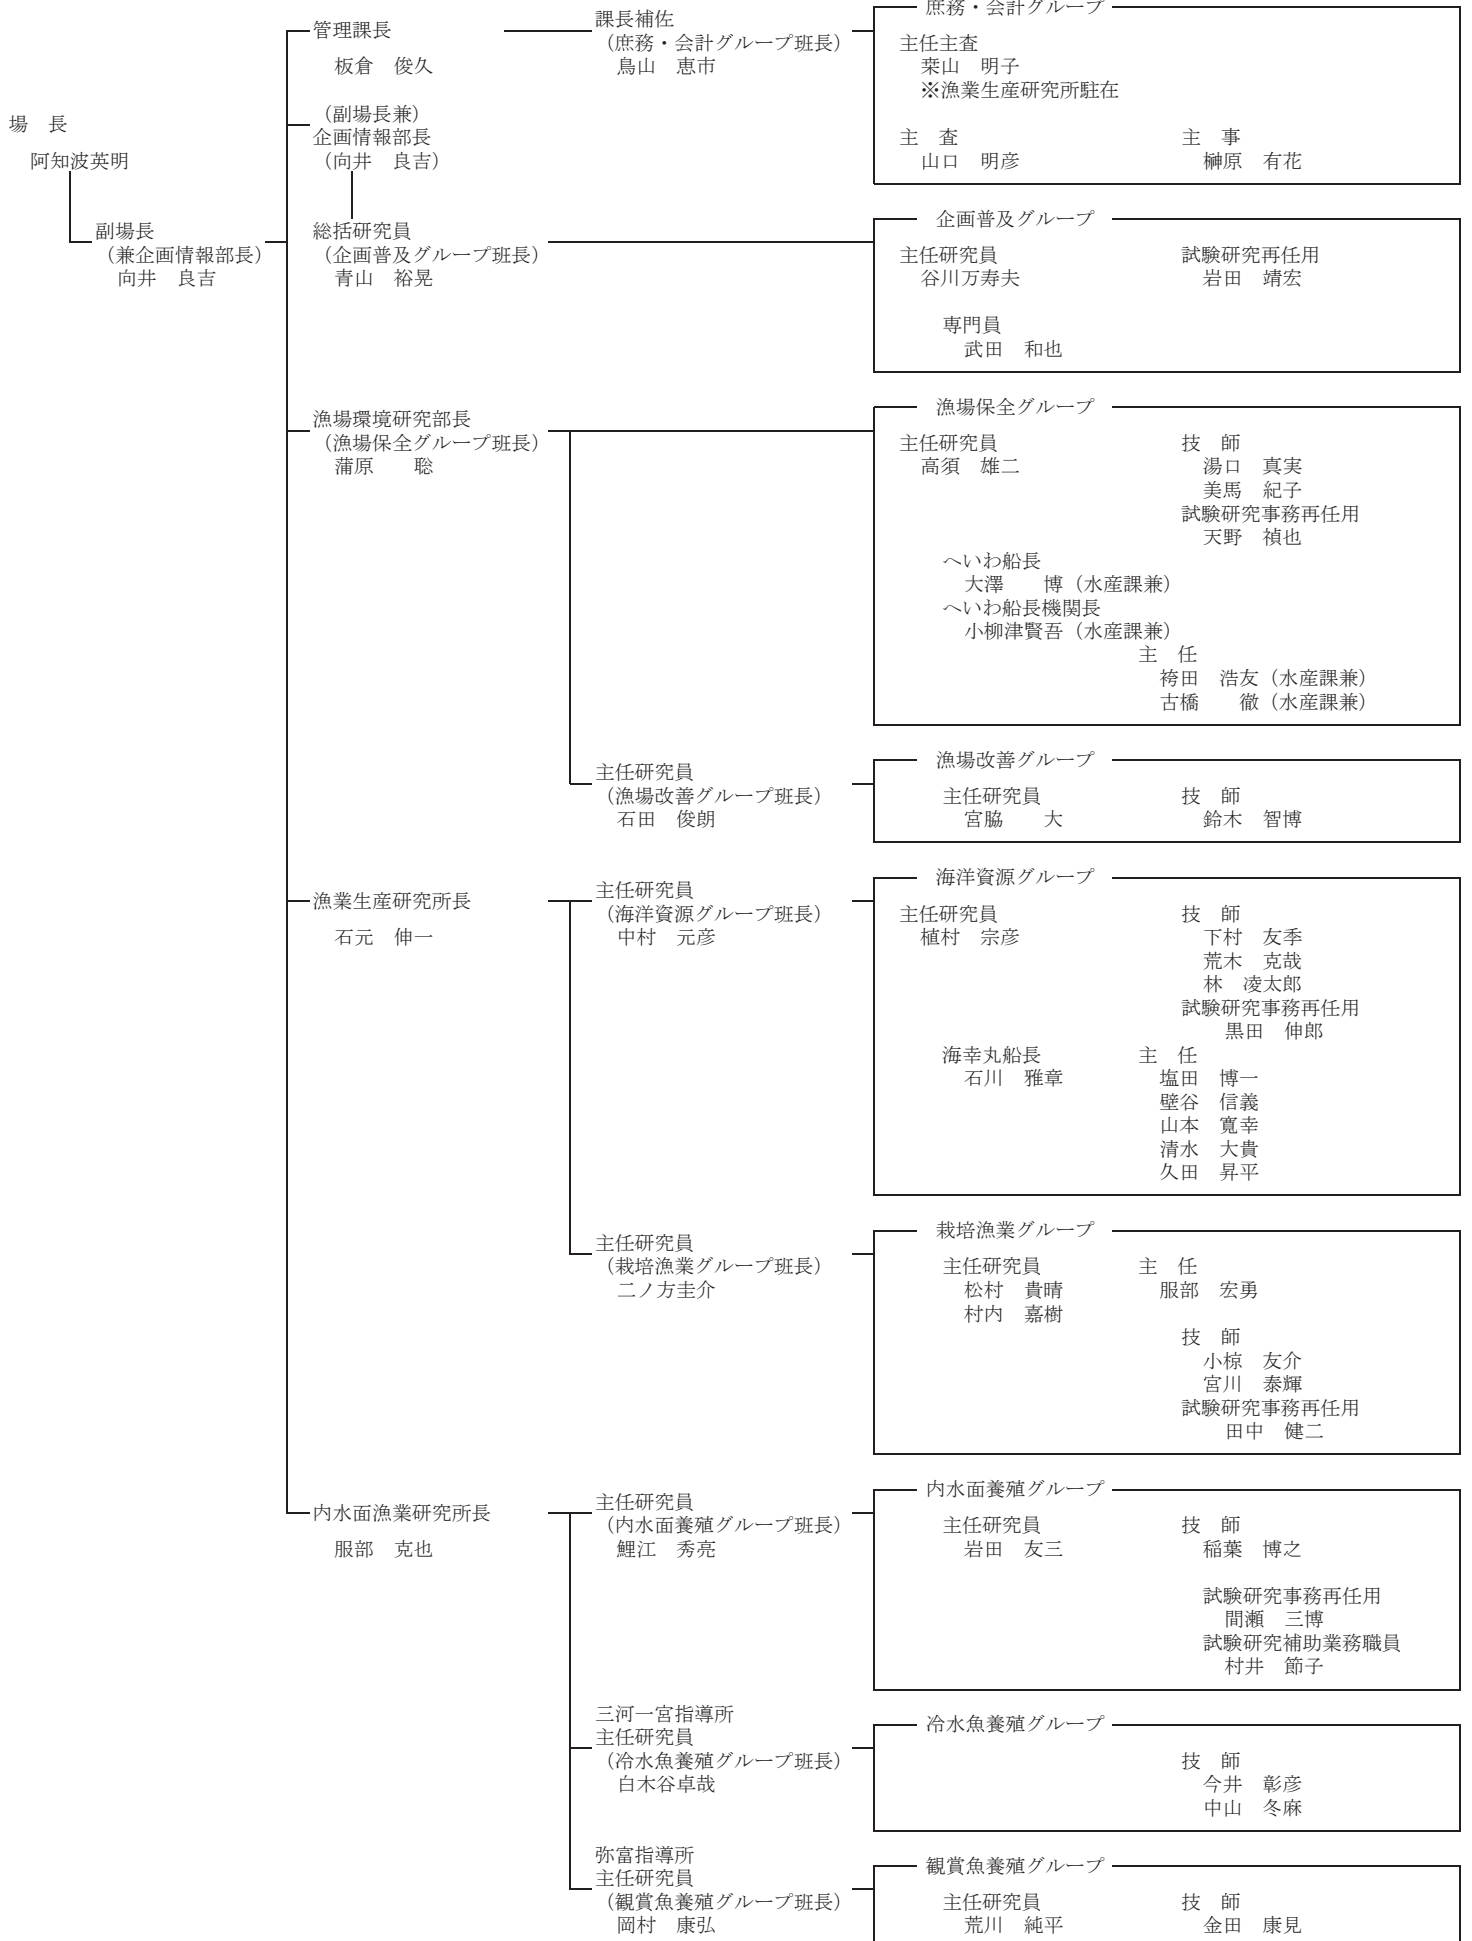 場　長
阿知波英明
副場長
（兼企画情報部長）
向井　良吉
管理課長
板倉　俊久
課長補佐
（庶務・会計グループ班長）
鳥山　恵市
庶務・会計グループ
主任主査
桒山　明子
※漁業生産研究所駐在
主　査　主　事
山口　明彦　榊原　有花
（副場長兼）
企画情報部長
（向井　良吉）
総括研究員
（企画普及グループ班長）
青山　裕晃
企画普及グループ
主任研究員　試験研究再任用
谷川万寿夫　岩田　靖宏
専門員
武田　和也
漁場環境研究部長
（漁場保全グループ班長）
蒲原　　聡
漁場保全グループ
主任研究員　技　師
高須　雄二　湯口　真実
美馬　紀子
試験研究事務再任用
天野　禎也
へいわ船長
大澤　　博（水産課兼）
へいわ船長機関長
小柳津賢吾（水産課兼）
主　任
袴田　浩友（水産課兼）
古橋　　徹（水産課兼）
主任研究員
（漁場改善グループ班長）
石田　俊朗
漁場改善グループ
主任研究員　技　師
宮脇　　大　鈴木　智博
漁業生産研究所長
石元　伸一
主任研究員
（海洋資源グループ班長）
中村　元彦
海洋資源グループ
主任研究員　技　師
植村　宗彦　下村　友季
荒木　克哉
林　凌太郎
試験研究事務再任用
黒田　伸郎
海幸丸船長　主　任
石川　雅章　塩田　博一
壁谷　信義
山本　寛幸
清水　大貴
久田　昇平
主任研究員
（栽培漁業グループ班長）
二ノ方圭介
栽培漁業グループ
主任研究員　主　任
松村　貴晴　服部　宏勇
村内　嘉樹
技　師
小椋　友介
宮川　泰輝
試験研究事務再任用
田中　健二
内水面漁業研究所長
服部　克也
主任研究員
（内水面養殖グループ班長）
鯉江　秀亮
内水面養殖グループ
主任研究員　技　師
岩田　友三　稲葉　博之
試験研究事務再任用
間瀬　三博
試験研究補助業務職員
村井　節子
三河一宮指導所
主任研究員
（冷水魚養殖グループ班長）
白木谷卓哉
冷水魚養殖グループ
技　師
今井　彰彦
中山　冬麻
弥富指導所
主任研究員
（観賞魚養殖グループ班長）
岡村　康弘
観賞魚養殖グループ
主任研究員　技　師
荒川　純平　金田　康見